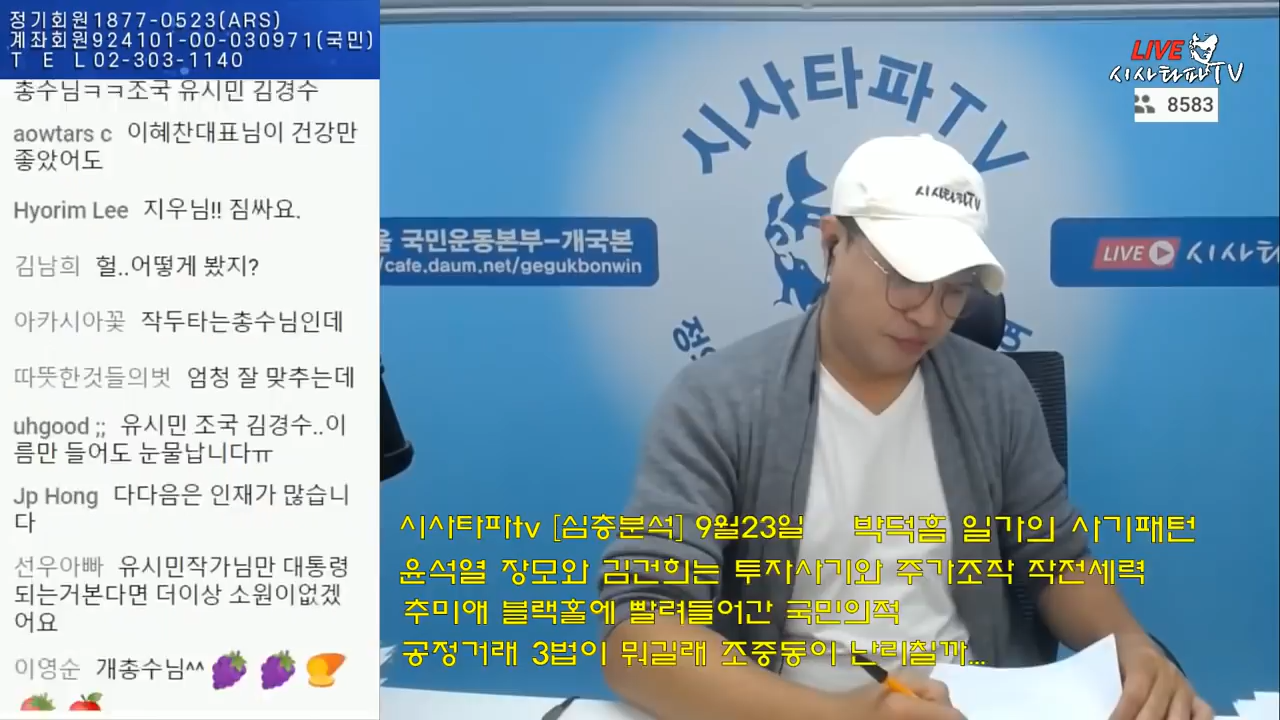 정기회원1877-0523(ARS)
계좌회원924101-00-030971(국민)
T E L 02-303-1140
총수님ㅋㅋ조국 유시민 김경수
aowtars c 이혜찬대표님이 건강만
좋았어도
Hyorim Lee 지우님!! 짐싸요.
김남희 헐..어떻게 봤지?
아카시아꽃 작두타는총수님인데
따뜻한것들의벗 엄청 잘 맞추는데
uhgood ;; 유시민 조국 김경수..이
름만 들어도 눈물납니다ㅠ
Jp Hong 다다음은 인재가 많습니
다
선우아빠 유시민작가님만 대통령
되는거본다면 더이상 소원이없겠
어요
이영순 개총수님^^
LIVE
시사타파TV
8583
시사타파TV
시사타파TV
국민운동본부-개국본
/cafe.daum.net/gegukbonwin
LIVE 시사타
시사타파tv [심층분석] 9월23일 박덕흠 일가의 사기패턴
윤석열 장모와 김건희는 투자사기와 주가조작 작전세력
추미애 블랙홀에 빨려들어간 국민의적
공정거래 3법이 뭐길래 조중동이 난리칠까...